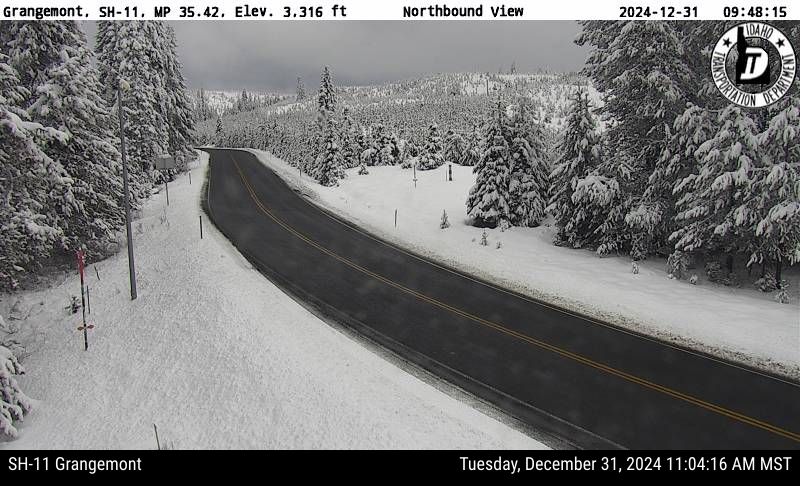 Grangemont, SH-11, MP 35.42, Elev. 3,316 ft Northbound View 2024-12-31 09:48:15
IDAHO
TRANSPORTATION DEPARTMENT
SH-11 Grangemont Tuesday, December 31, 2024 11:04:16 AM MST